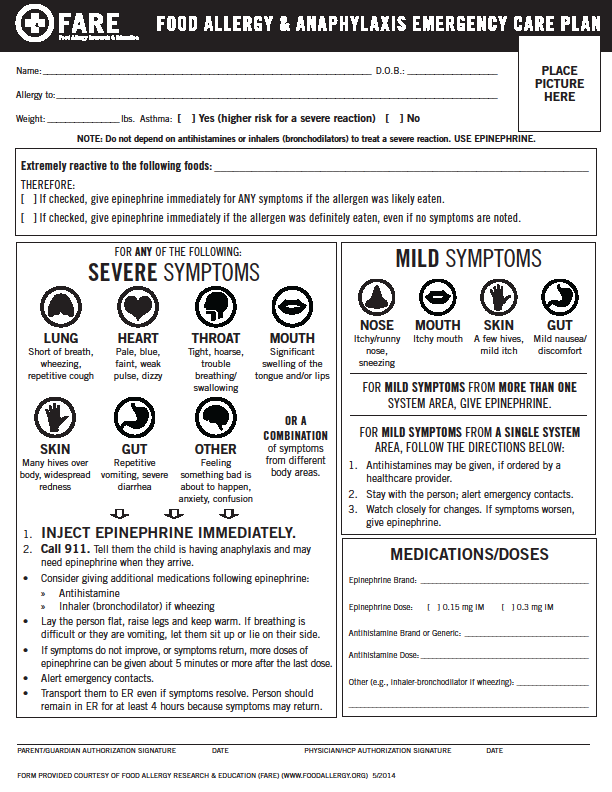 FARE
Food Allergy Research & Education
FOOD ALLERGY & ANAPHYLAXIS EMERGENCY CARE PLAN
Name: D.O.B.:
PLACE
PICTURE
HERE
Allergy to:
Weight: lbs. Asthma: [ ] Yes (higher risk for a severe reaction) [ ] No
NOTE: Do not depend on antihistamines or inhalers (bronchodilators) to treat a severe reaction. USE EPINEPHRINE.
Extremely reactive to the following foods:
THEREFORE:
[ ] If checked, give epinephrine immediately for ANY symptoms if the allergen was likely eaten.
[ ] If checked, give epinephrine immediately if the allergen was definitely eaten, even if no symptoms are noted.
FOR ANY OF THE FOLLOWING:
SEVERE SYMPTOMS
LUNG
Short of breath,
wheezing,
repetitive cough
HEART
Pale, blue,
faint, weak
pulse, dizzy
THROAT
Tight, hoarse,
trouble
breathing/
swallowing
MOUTH
Significant
swelling of the
tongue and/or lips
SKIN
Many hives over
body, widespread
redness
GUT
Repetitive
vomiting, severe
diarrhea
OTHER
Feeling
something bad is
about to happen,
anxiety, confusion
OR A
COMBINATION
of symptoms
from different
body areas.
1. INJECT EPINEPHRINE IMMEDIATELY.
2. Call 911. Tell them the child is having anaphylaxis and may
need epinephrine when they arrive.
• Consider giving additional medications following epinephrine:
» Antihistamine
» Inhaler (bronchodilator) if wheezing
• Lay the person flat, raise legs and keep warm. If breathing is
difficult or they are vomiting, let them sit up or lie on their side.
• If symptoms do not improve, or symptoms return, more doses of
epinephrine can be given about 5 minutes or more after the last dose.
• Alert emergency contacts.
• Transport them to ER even if symptoms resolve. Person should
remain in ER for at least 4 hours because symptoms may return.
MILD SYMPTOMS
NOSE
Itchy/runny
nose,
sneezing
MOUTH
Itchy mouth
SKIN
A few hives,
mild itch
GUT
Mild nausea/
discomfort
FOR MILD SYMPTOMS FROM MORE THAN ONE
SYSTEM AREA, GIVE EPINEPHRINE.
FOR MILD SYMPTOMS FROM A SINGLE SYSTEM
AREA, FOLLOW THE DIRECTIONS BELOW:
1. Antihistamines may be given, if ordered by a
healthcare provider.
2. Stay with the person; alert emergency contacts.
3. Watch closely for changes. If symptoms worsen,
give epinephrine.
MEDICATIONS/DOSES
Epinephrine Brand:
Epinephrine Dose: [ ] 0.15 mg IM [ ] 0.3 mg IM
Antihistamine Brand or Generic:
Antihistamine Dose:
Other (e.g., inhaler-bronchodilator if wheezing):
PARENT/GUARDIAN AUTHORIZATION SIGNATURE DATE PHYSICIAN/HCP AUTHORIZATION SIGNATURE DATE
FORM PROVIDED COURTESY OF FOOD ALLERGY RESEARCH & EDUCATION (FARE) (WWW.FOODALLERGY.ORG) 5/2014